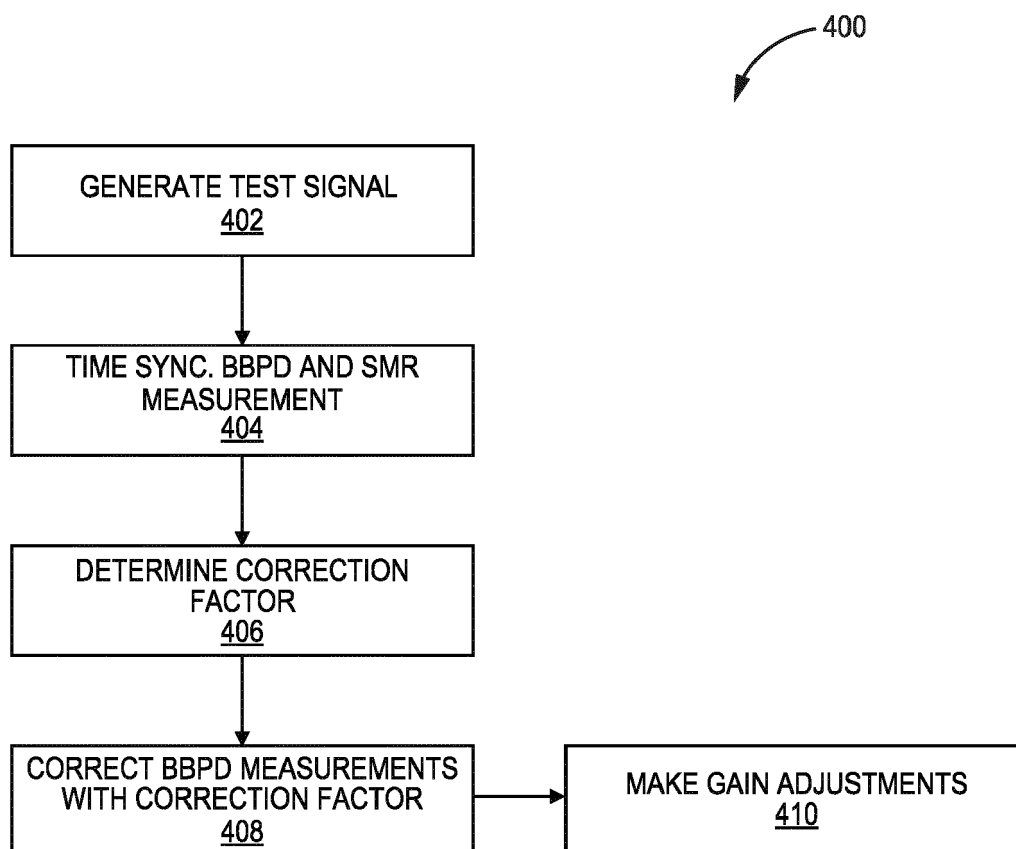 400
GENERATE TEST SIGNAL
402
TIME SYNC. BBPD AND SMR
MEASUREMENT
404
DETERMINE CORRECTION
FACTOR
406
CORRECT BBPD MEASUREMENTS
WITH CORRECTION FACTOR
408
MAKE GAIN ADJUSTMENTS
410